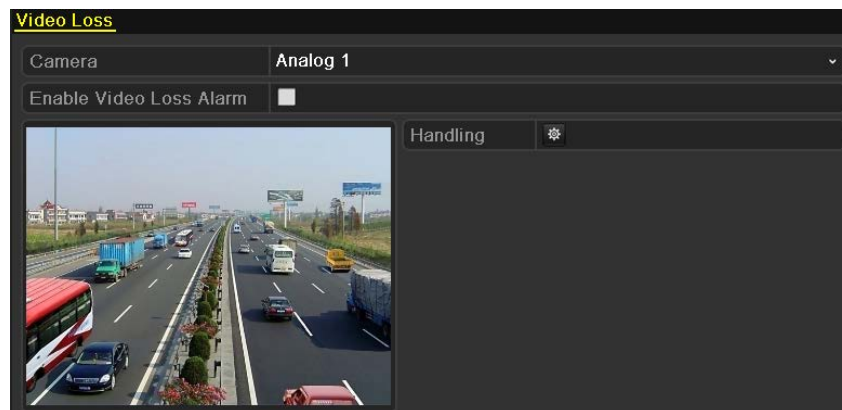 Video Loss
Camera
Analog 1
Enable Video Loss Alarm
Handling